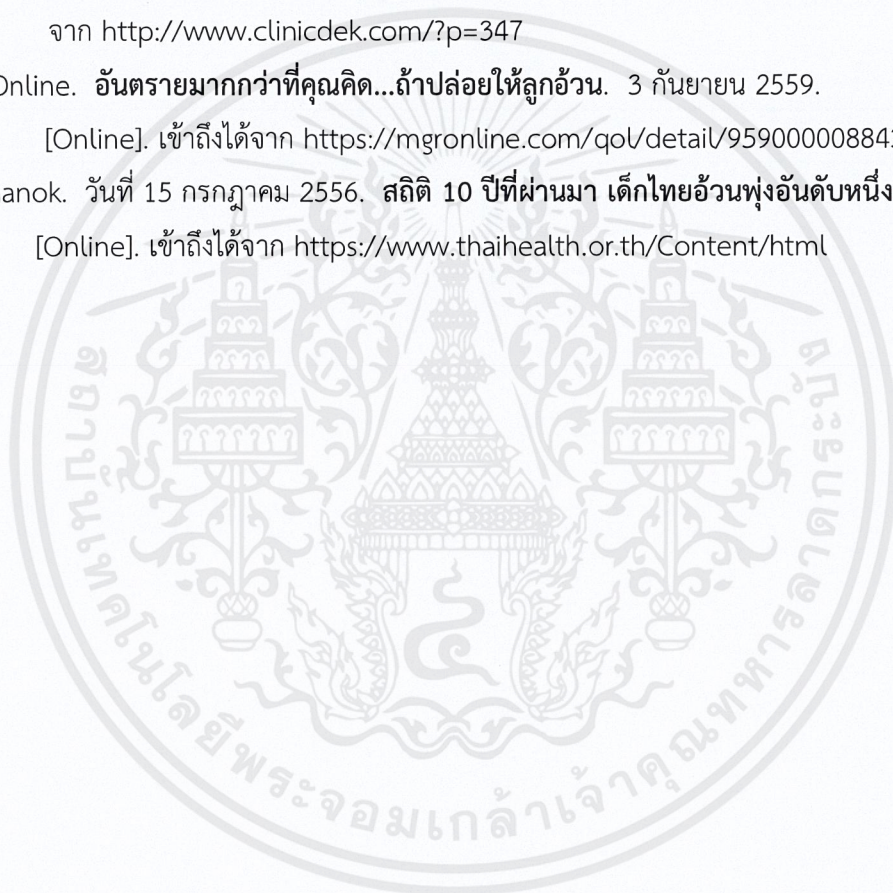 จาก http://www.clinicdek.com/?p=347
Online. อันตรายมากกว่าที่คุณคิด...ถ้าปล่อยให้ลูกอ้วน. 3 กันยายน 2559.
[Online]. เข้าถึงได้จาก https://mgronline.com/qol/detail/959000008843
anok. วันที่ 15 กรกฎาคม 2556. สถิติ 10 ปีที่ผ่านมา เด็กไทยอ้วนพุ่งอันดับหนึ่ง
[Online]. เข้าถึงได้จาก https://www.thaihealth.or.th/Content/html
สถาบันเทคโนโลยีพระจอมเกล้าเจ้าคุณทหารลาดกระบัง